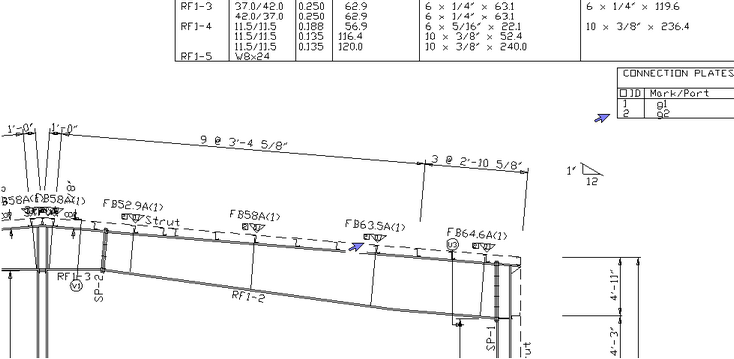 RF1-3 37.0/42.0 0.250 62.9 6 x 1/4" x 63.1 6 x 1/4" x 119.6
42.0/37.0 0.250 62.9 6 x 1/4" x 63.1
RF1-4 11.5/11.5 0.188 56.9 6 x 5/16" x 22.1 10 x 3/8" x 236.4
11.5/11.5 0.135 116.4 10 x 3/8" x 52.4
11.5/11.5 0.135 120.0 10 x 3/8" x 240.0
RF1-5 W8x24
CONNECTION PLATES
ID Mark/Part
1 g1
2 g2
1'-0" 1'-0"
9 @ 3'-4 5/8"
3 @ 2'-10 5/8"
1"
12
B58A(1) B58A(1)
8"
FB52.9A(1)
Strut
FB58A(1)
FB63.5A(1)
FB64.6A(1)
U3
RF1-3
V1
SP-2
RF1-2
SP-1
4'-11"
4'-3"
rut